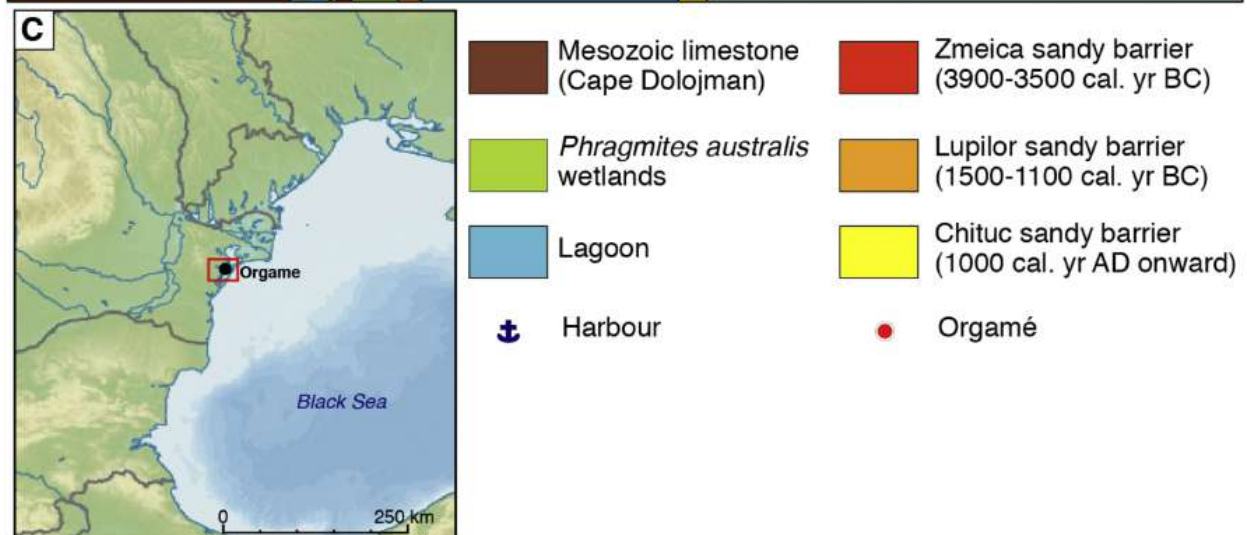 C
Orgame
Black Sea
0 250 km
Mesozoic limestone
(Cape Dolojman)
Phragmites australis
wetlands
Lagoon
Harbour
Zmeica sandy barrier
(3900-3500 cal. yr BC)
Lupilor sandy barrier
(1500-1100 cal. yr BC)
Chituc sandy barrier
(1000 cal. yr AD onward)
Orgamé